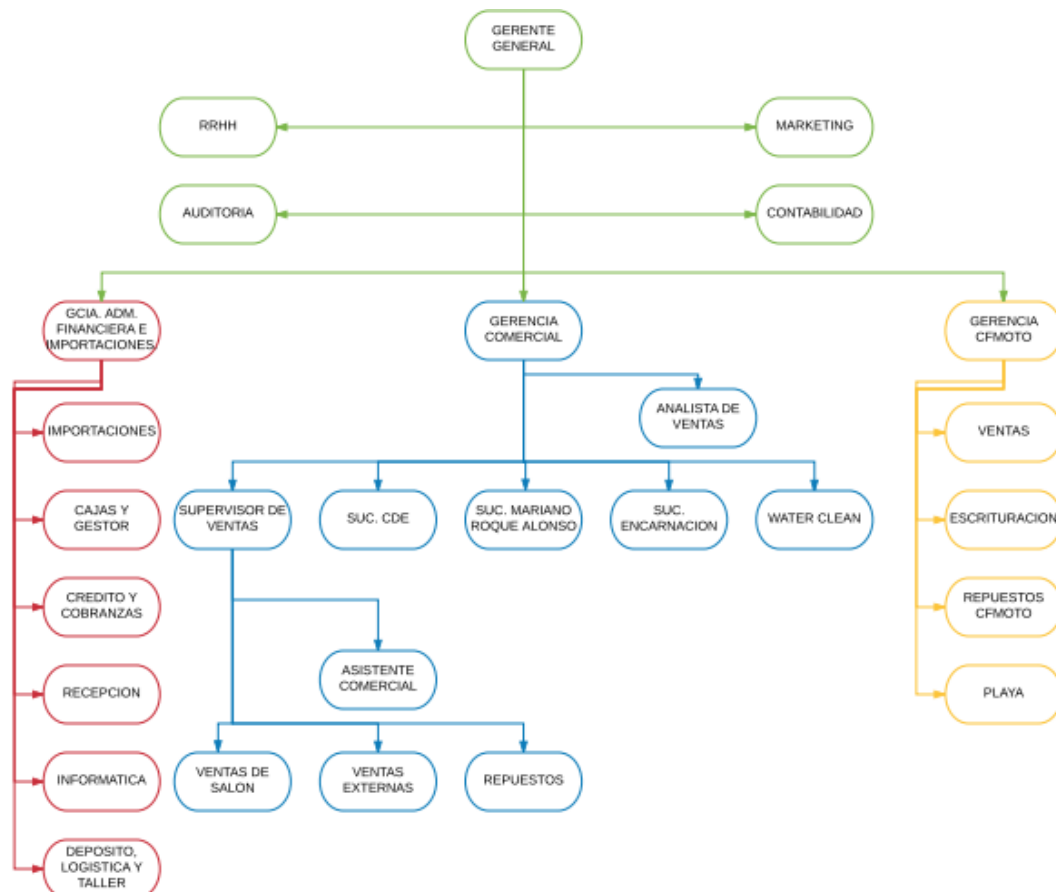 GERENTE
GENERAL
RRHH
MARKETING
AUDITORIA
CONTABILIDAD
GCIA. ADM.
FINANCIERA E
IMPORTACIONES
GERENCIA
COMERCIAL
GERENCIA
CFMOTO
ANALISTA DE
VENTAS
IMPORTACIONES
VENTAS
CAJAS Y
GESTOR
SUPERVISOR DE
VENTAS
SUC. CDE
SUC. MARIANO
ROQUE ALONSO
SUC.
ENCARNACION
WATER CLEAN
ESCRITURACION
CREDITO Y
COBRANZAS
REPUESTOS
CFMOTO
ASISTENTE
COMERCIAL
RECEPCION
PLAYA
INFORMATICA
VENTAS DE
SALON
VENTAS
EXTERNAS
REPUESTOS
DEPOSITO,
LOGISTICA Y
TALLER